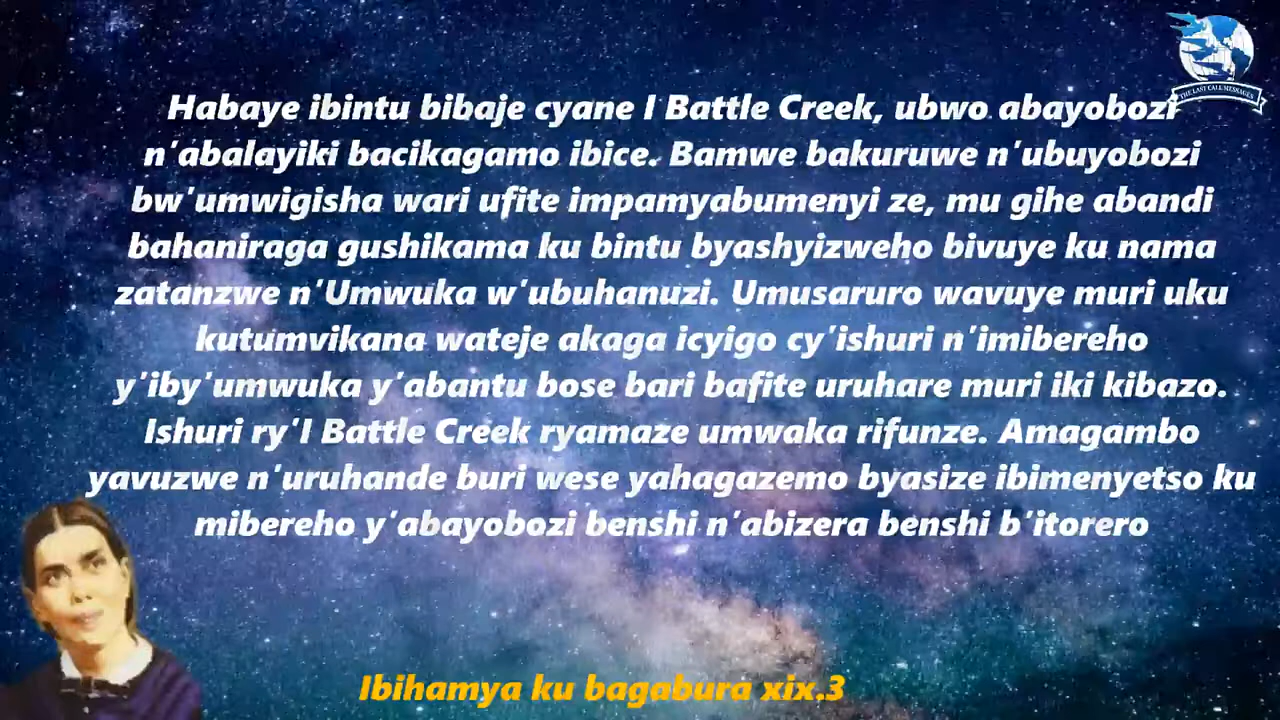 THE LAST CALL MESSAGES
Habaye ibintu bibaje cyane I Battle Creek, ubwo abayobozi
n'abalayiki bacikagamo ibice. Bamwe bakuruwe n'ubuyobozi
bw'umwigisha wari ufite impamyabumenyi ze, mu gihe abandi
bahaniraga gushikama ku bintu byashyizweho bivuye ku nama
zatanzwe n'Umwuka w'ubuhanuzi. Umusaruro wavuye muri uku
kutumvikana wateje akaga icyigo cy'ishuri n'imibereho
y'iby'umwuka y'abantu bose bari bafite uruhare muri iki kibazo.
Ishuri ry'I Battle Creek ryamaze umwaka rifunze. Amagambo
yavuzwe n'uruhande buri wese yahagazemo byasize ibimenyetso ku
mibereho y'abayobozi benshi n'abizera benshi b'itorero
Ibihamya ku bagabura xix.3